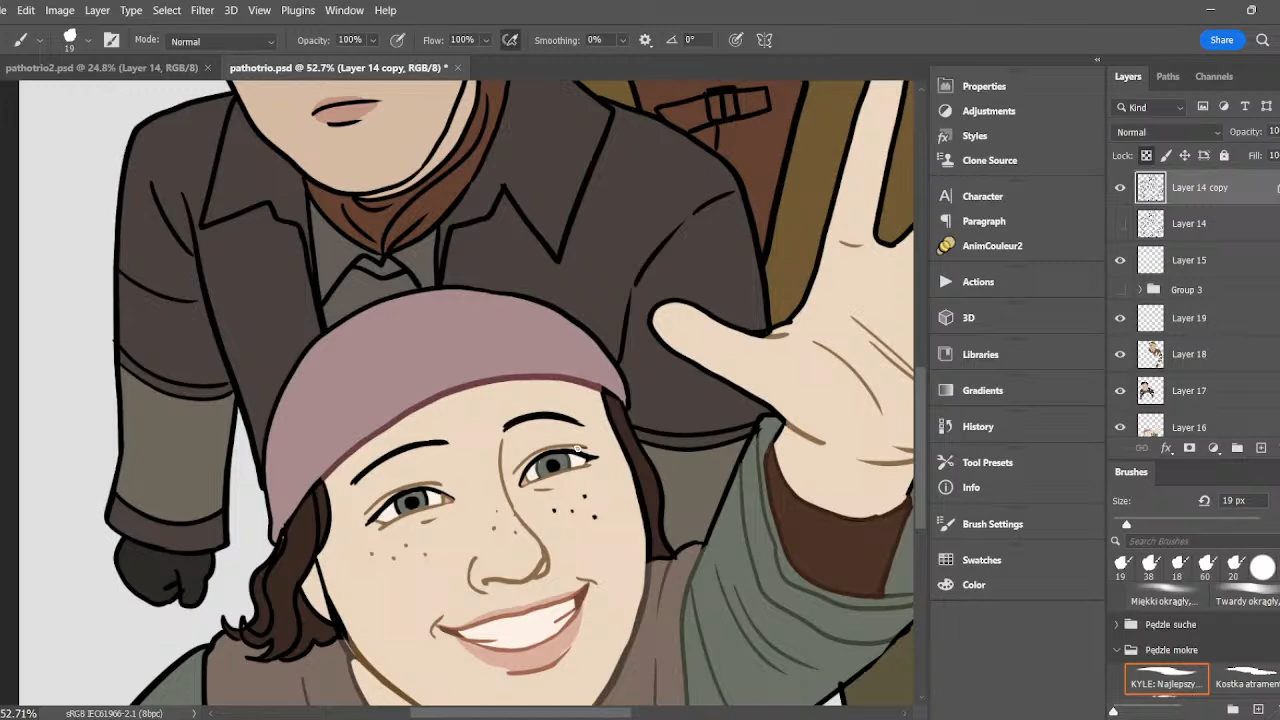 Edit Image Layer Type Select Filter 3D View Plugins Window Help
19 Mode: Normal Opacity: 100% Flow: 100% Smoothing: 0% 0° Share
pathotrio2.psd @ 24.8% (Layer 14, RGB/8) × pathotrio.psd @ 52.7% (Layer 14 copy, RGB/8) * ×
Properties
Adjustments
Styles
Clone Source
Character
Paragraph
AnimCouleur2
Actions
3D
Libraries
Gradients
History
Tool Presets
Info
Brush Settings
Swatches
Color
Layers Paths Channels
Kind
Normal Opacity: 10
Lock: Fill: 10
Layer 14 copy
Layer 14
Layer 15
Group 3
Layer 19
Layer 18
Layer 17
Layer 16
Brushes
Size: 19 px
Search Brushes
19 38 18 60 20
Miękki okrągły,... Twardy okrągły,
Pędzle suche
Pędzle mokre
KYLE: Najlepszy... Kostka atrament
52.71% sRGB IEC61966-2.1 (8bpc)